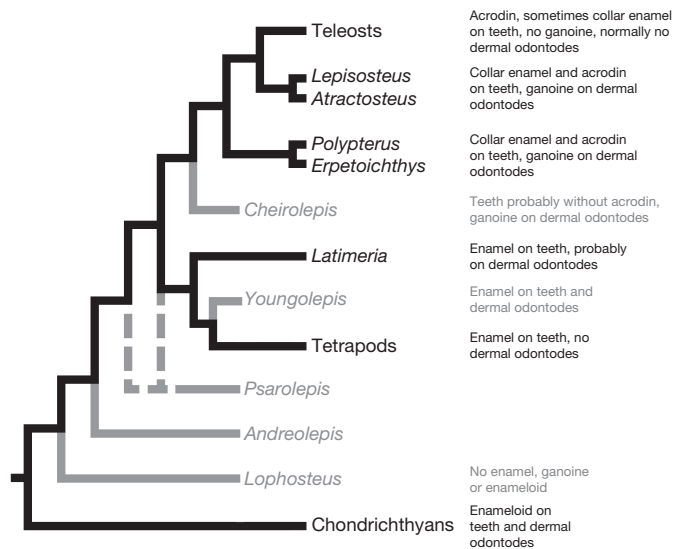 Teleosts
Acrodin, sometimes collar enamel
on teeth, no ganoine, normally no
dermal odontodes
Lepisosteus
Atractosteus
Collar enamel and acrodin
on teeth, ganoine on dermal
odontodes
Polypterus
Erpetoichthys
Collar enamel and acrodin
on teeth, ganoine on dermal
odontodes
Cheirolepis
Teeth probably without acrodin,
ganoine on dermal odontodes
Latimeria
Enamel on teeth, probably
on dermal odontodes
Youngolepis
Enamel on teeth and
dermal odontodes
Tetrapods
Enamel on teeth, no
dermal odontodes
Psarolepis
Andreolepis
Lophosteus
No enamel, ganoine
or enameloid
Chondrichthyans
Enameloid on
teeth and dermal
odontodes